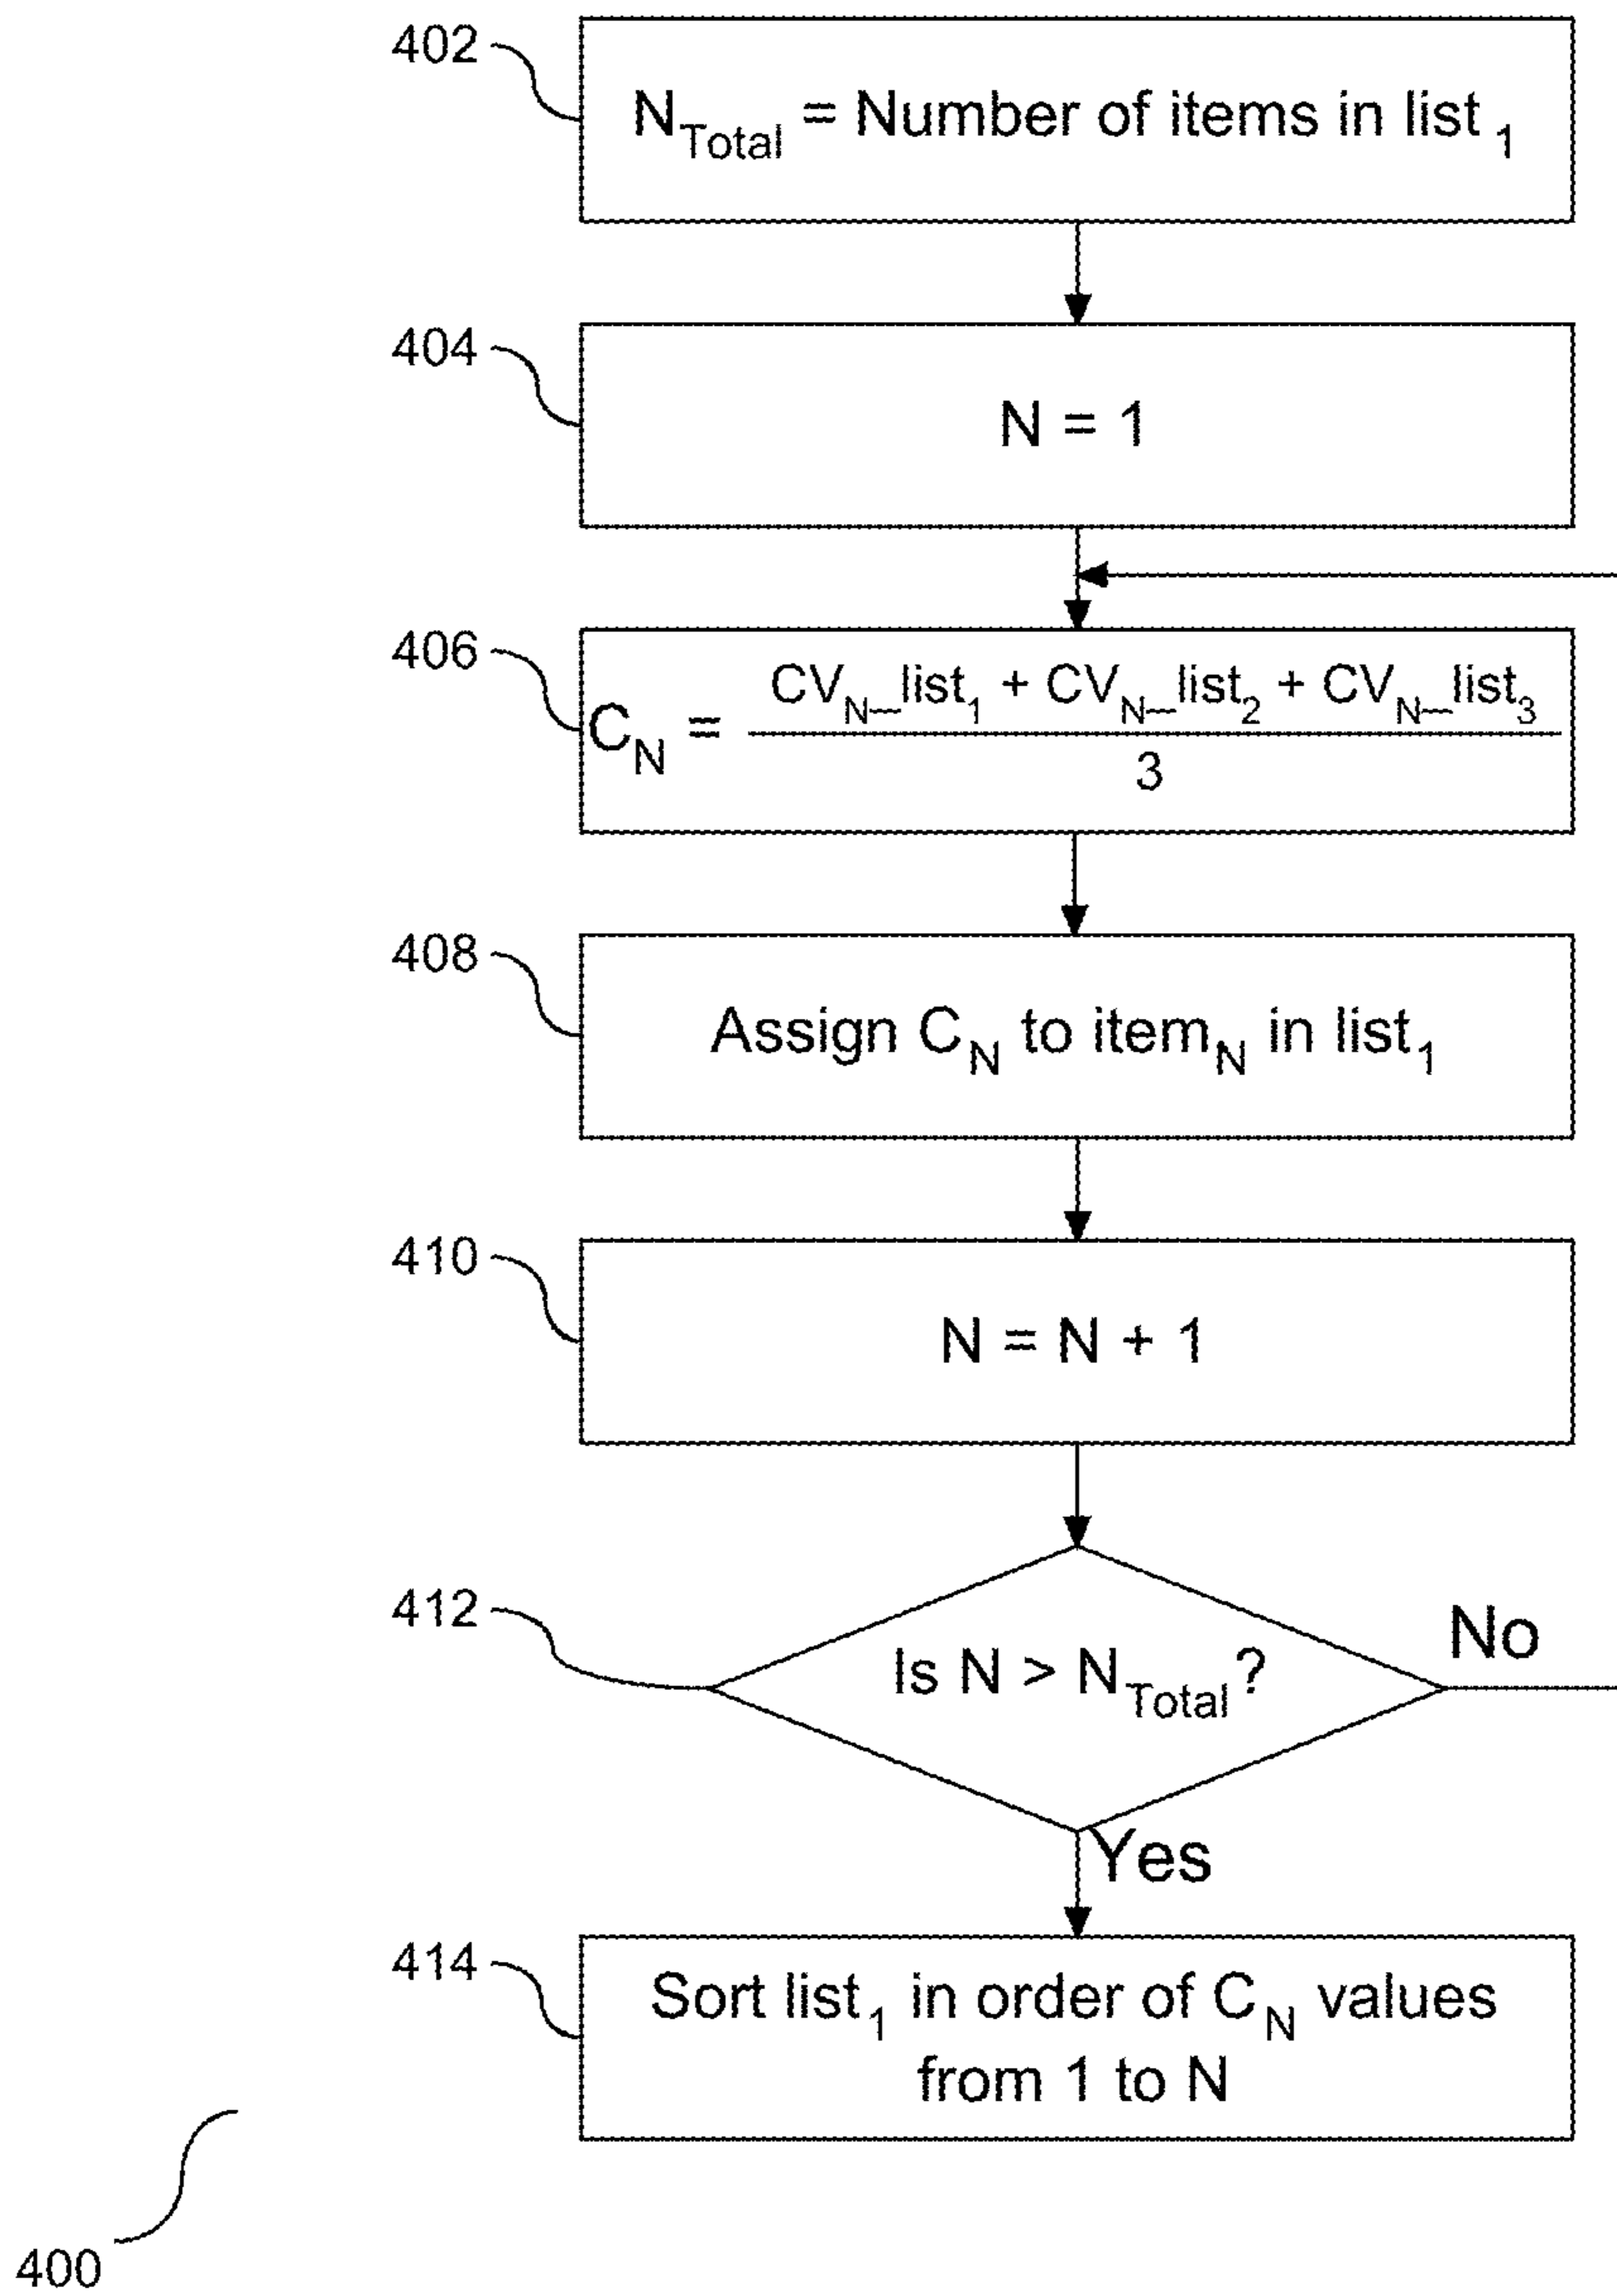 402
N_Total = Number of items in list_1
404
N = 1
406
C_N = (CV_N_list_1 + CV_N_list_2 + CV_N_list_3) / 3
408
Assign C_N to item_N in list_1
410
N = N + 1
412
Is N > N_Total?
No
Yes
414
Sort list_1 in order of C_N values
from 1 to N
400